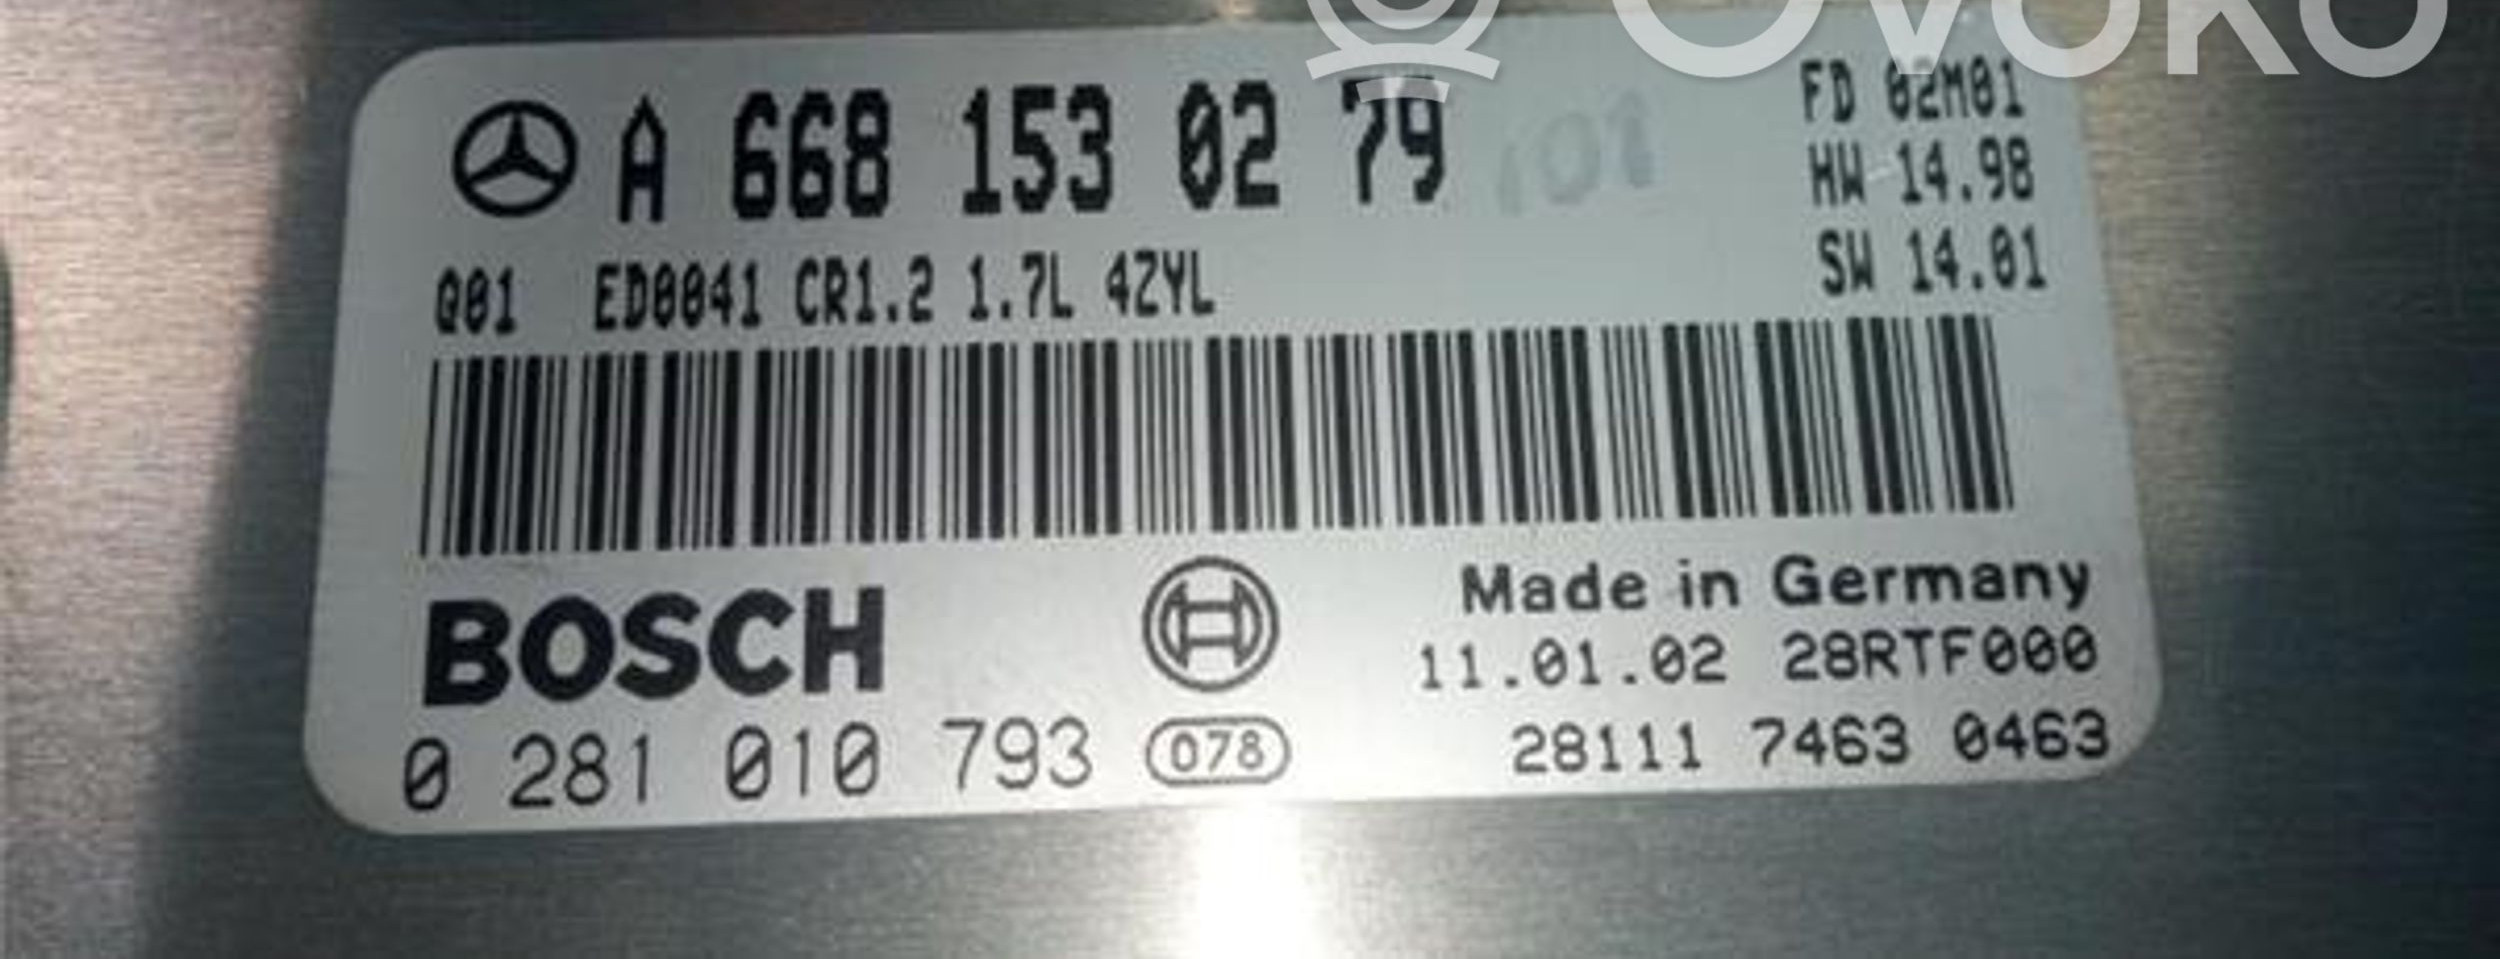 Ovoko
A 668 153 02 79
FD 02M01
HW 14.98
SW 14.01
Q01 ED0041 CR1.2 1.7L 4ZYL
BOSCH
Made in Germany
11.01.02 28RTF000
0 281 010 793 078
28111 7463 0463